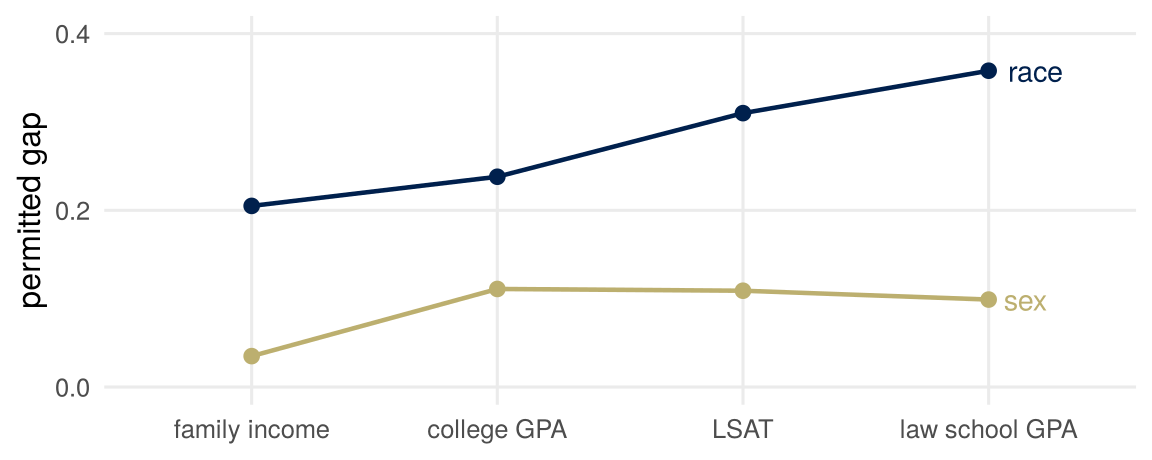 permitted gap
0.4
0.2
0.0
race
sex
family income
college GPA
LSAT
law school GPA